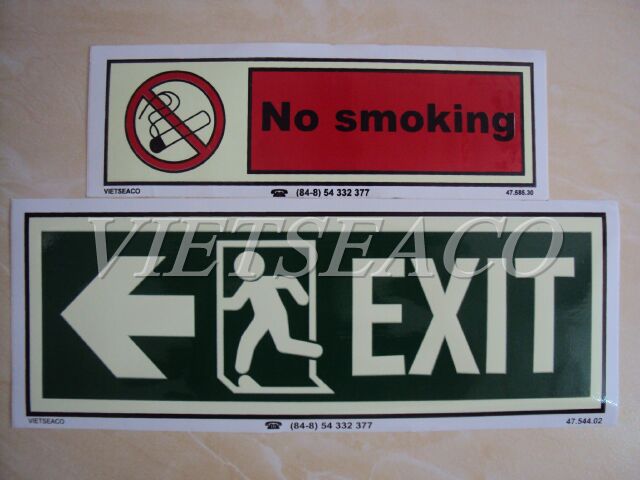 No smoking
VIETSEACO ☎ (84-8) 54 332 377 47.585.30
VIETSEACO
EXIT
VIETSEACO ☎ (84-8) 54 332 377 47.544.02